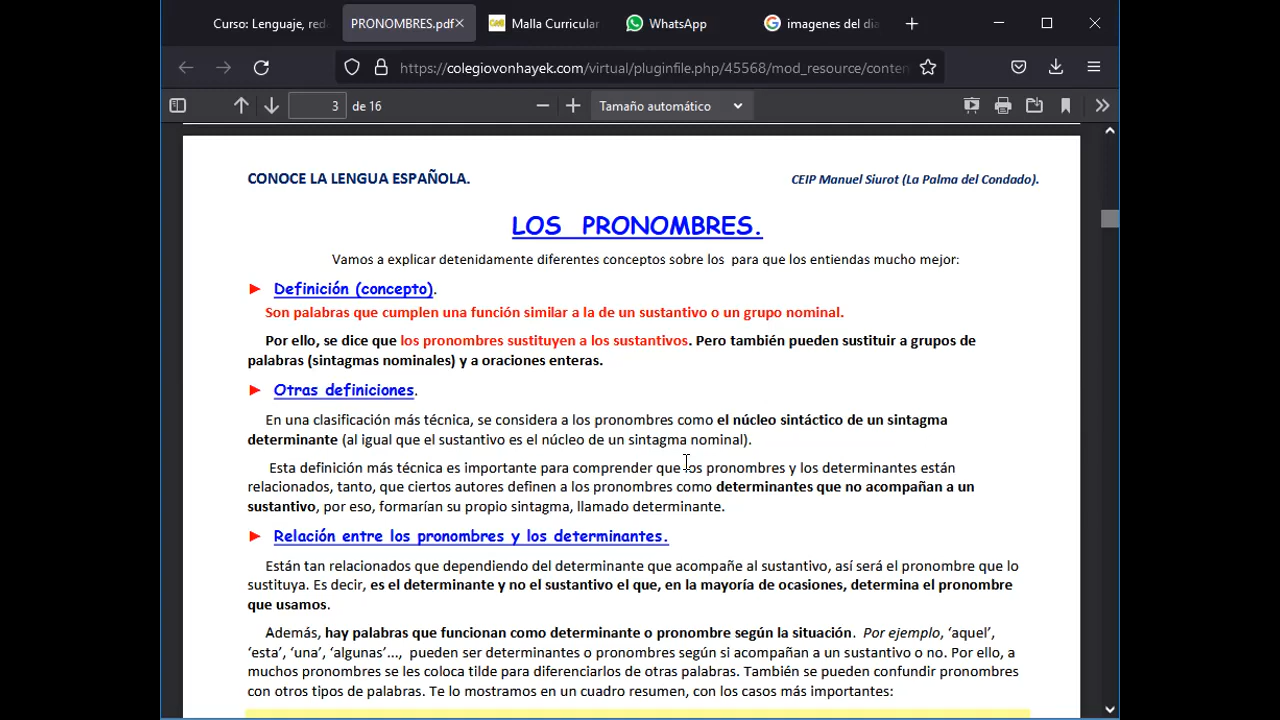 Curso: Lenguaje, red
PRONOMBRES.pdf
Malla Curricular
WhatsApp
imagenes del dia
https://colegiovonhayek.com/virtual/pluginfile.php/45568/mod_resource/conten
3 de 16
Tamaño automático
CONOCE LA LENGUA ESPAÑOLA.
CEIP Manuel Siurot (La Palma del Condado).
LOS PRONOMBRES.
Vamos a explicar detenidamente diferentes conceptos sobre los para que los entiendas mucho mejor:
► Definición (concepto).
Son palabras que cumplen una función similar a la de un sustantivo o un grupo nominal.
Por ello, se dice que los pronombres sustituyen a los sustantivos. Pero también pueden sustituir a grupos de
palabras (sintagmas nominales) y a oraciones enteras.
► Otras definiciones.
En una clasificación más técnica, se considera a los pronombres como el núcleo sintáctico de un sintagma
determinante (al igual que el sustantivo es el núcleo de un sintagma nominal).
Esta definición más técnica es importante para comprender que los pronombres y los determinantes están
relacionados, tanto, que ciertos autores definen a los pronombres como determinantes que no acompañan a un
sustantivo, por eso, formarían su propio sintagma, llamado determinante.
► Relación entre los pronombres y los determinantes.
Están tan relacionados que dependiendo del determinante que acompañe al sustantivo, así será el pronombre que lo
sustituya. Es decir, es el determinante y no el sustantivo el que, en la mayoría de ocasiones, determina el pronombre
que usamos.
Además, hay palabras que funcionan como determinante o pronombre según la situación. Por ejemplo, ‘aquel’,
‘esta’, ‘una’, ‘algunas’..., pueden ser determinantes o pronombres según si acompañan a un sustantivo o no. Por ello, a
muchos pronombres se les coloca tilde para diferenciarlos de otras palabras. También se pueden confundir pronombres
con otros tipos de palabras. Te lo mostramos en un cuadro resumen, con los casos más importantes: